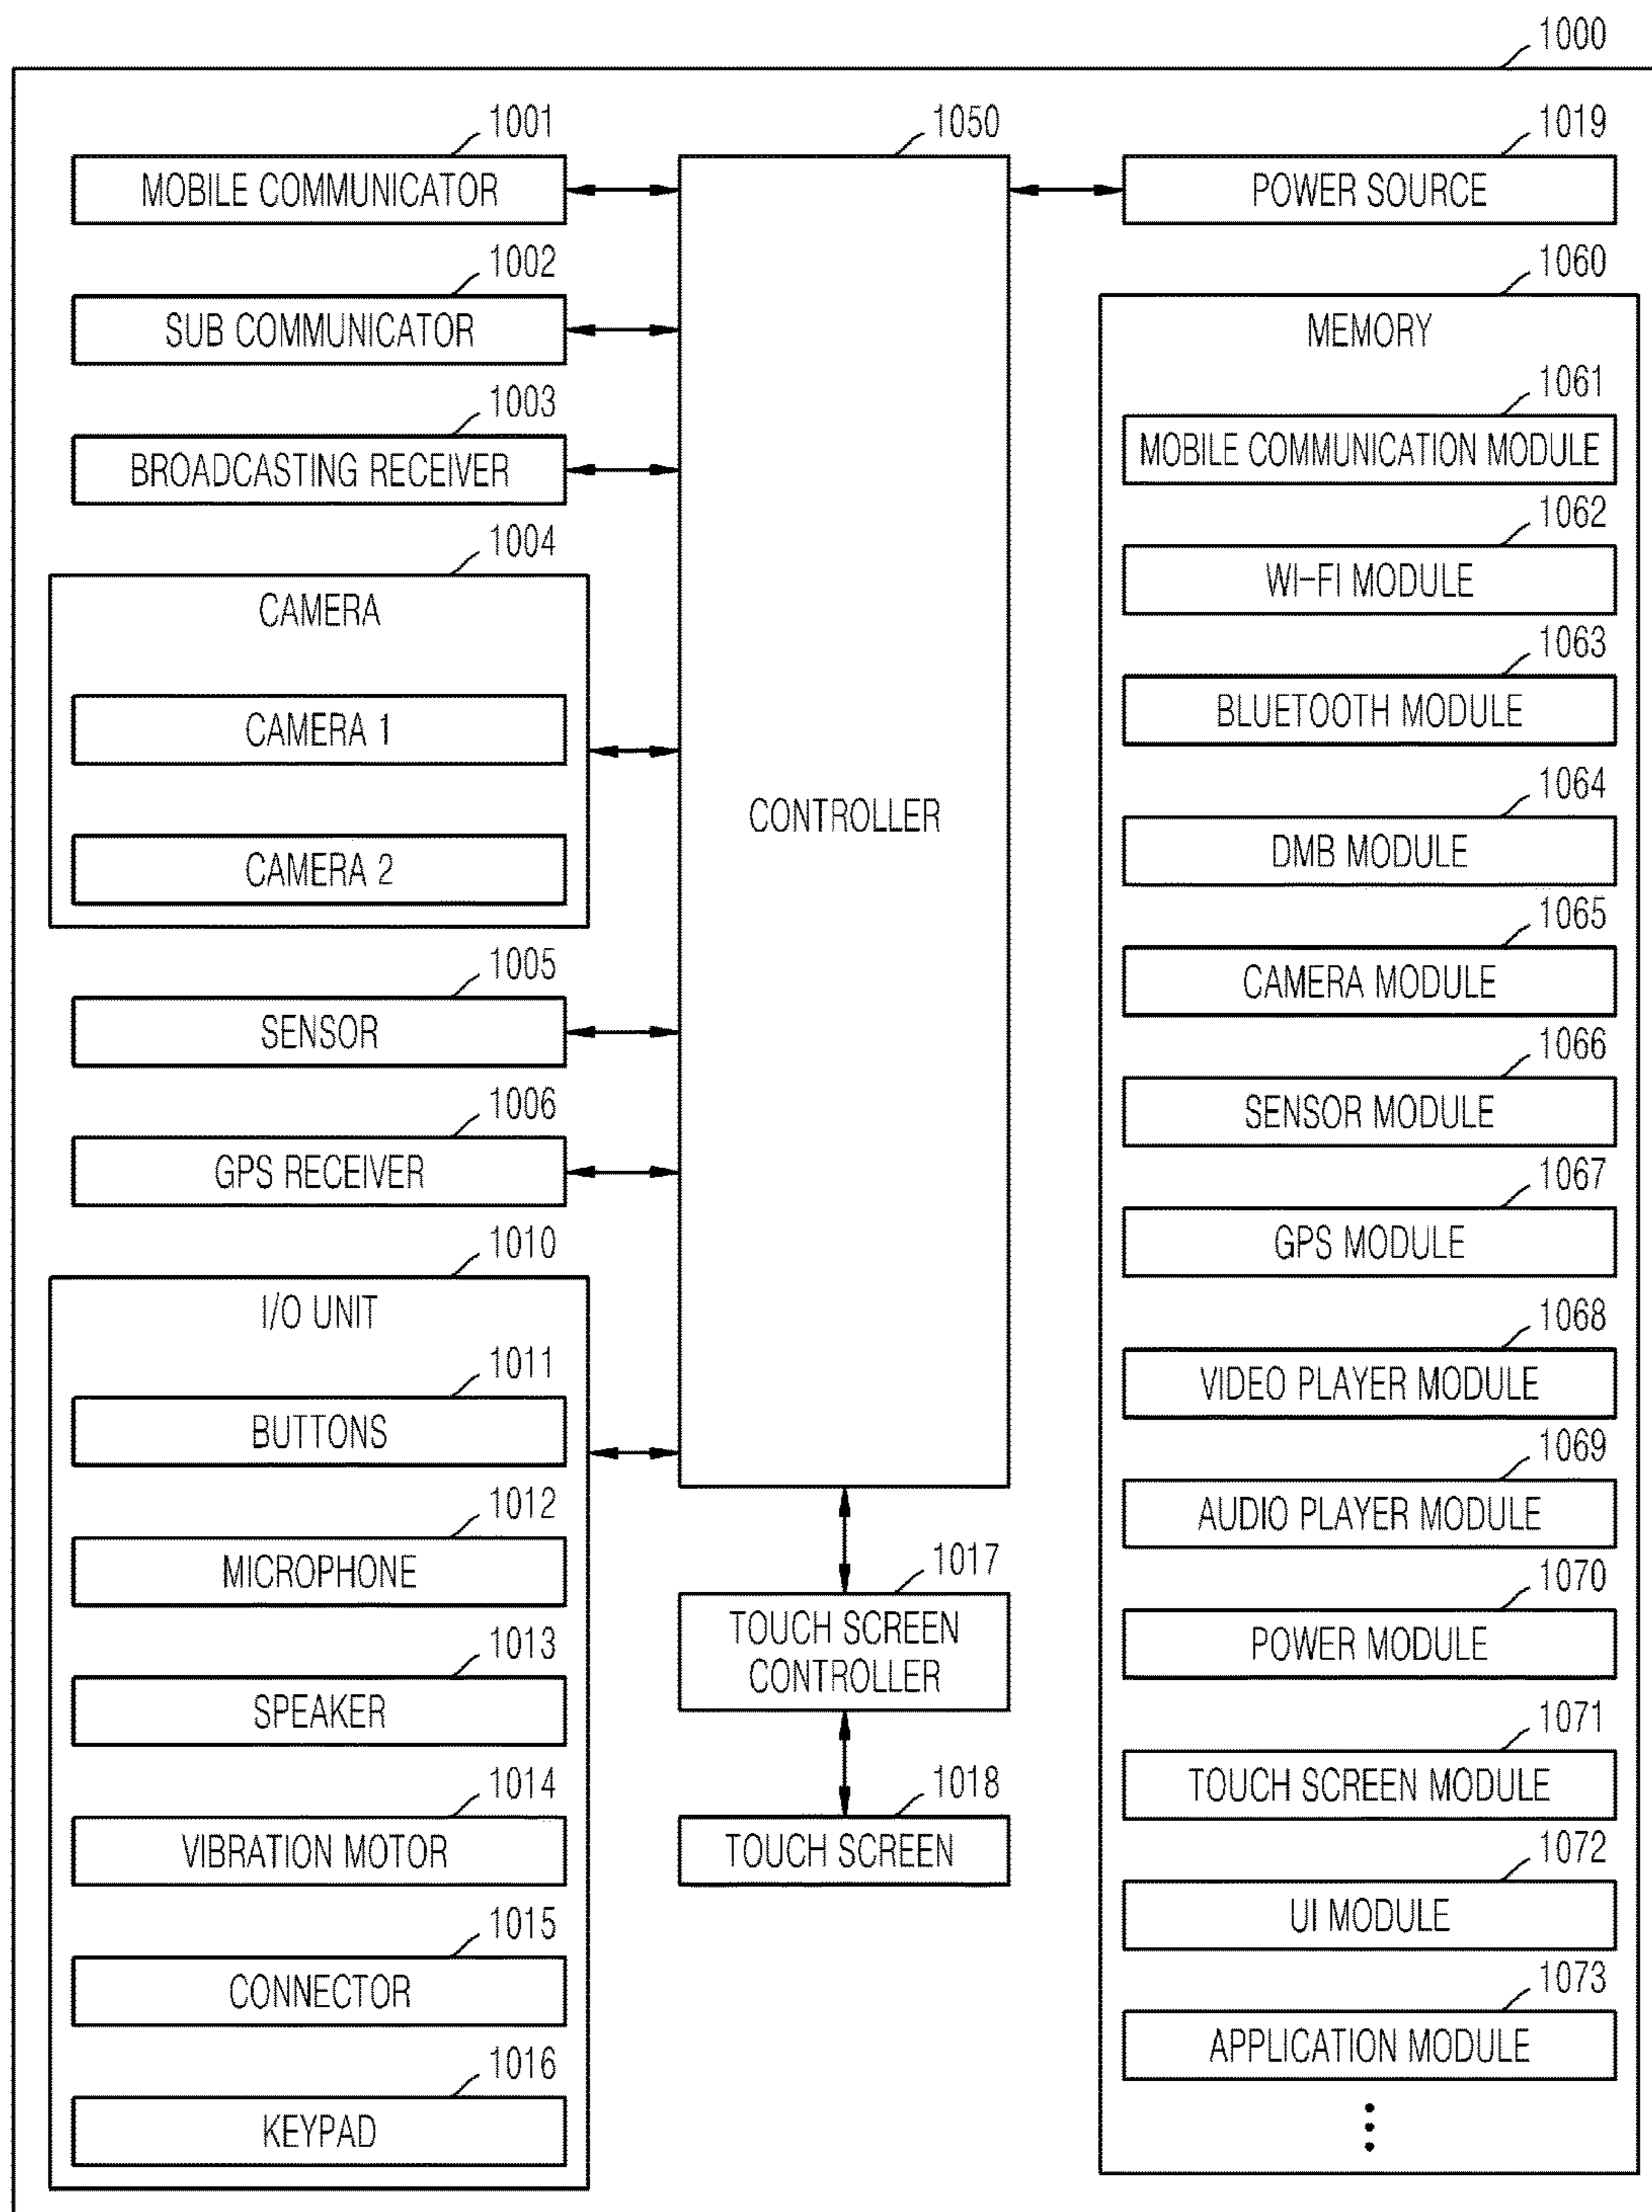 1000
1001
MOBILE COMMUNICATOR
1002
SUB COMMUNICATOR
1003
BROADCASTING RECEIVER
1004
CAMERA
CAMERA 1
CAMERA 2
1005
SENSOR
1006
GPS RECEIVER
1010
I/O UNIT
1011
BUTTONS
1012
MICROPHONE
1013
SPEAKER
1014
VIBRATION MOTOR
1015
CONNECTOR
1016
KEYPAD
1050
CONTROLLER
1017
TOUCH SCREEN
CONTROLLER
1018
TOUCH SCREEN
1019
POWER SOURCE
1060
MEMORY
1061
MOBILE COMMUNICATION MODULE
1062
WI-FI MODULE
1063
BLUETOOTH MODULE
1064
DMB MODULE
1065
CAMERA MODULE
1066
SENSOR MODULE
1067
GPS MODULE
1068
VIDEO PLAYER MODULE
1069
AUDIO PLAYER MODULE
1070
POWER MODULE
1071
TOUCH SCREEN MODULE
1072
UI MODULE
1073
APPLICATION MODULE